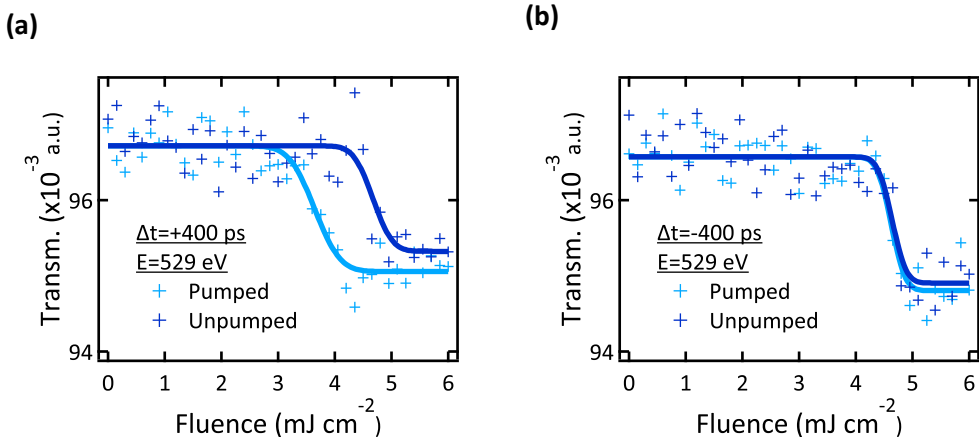 (a)
Transm. (x10⁻³ a.u.)
96
94
Δt=+400 ps
E=529 eV
Pumped
Unpumped
0 1 2 3 4 5 6
Fluence (mJ cm⁻²)
(b)
Transm. (x10⁻³ a.u.)
96
94
Δt=-400 ps
E=529 eV
Pumped
Unpumped
0 1 2 3 4 5 6
Fluence (mJ cm⁻²)